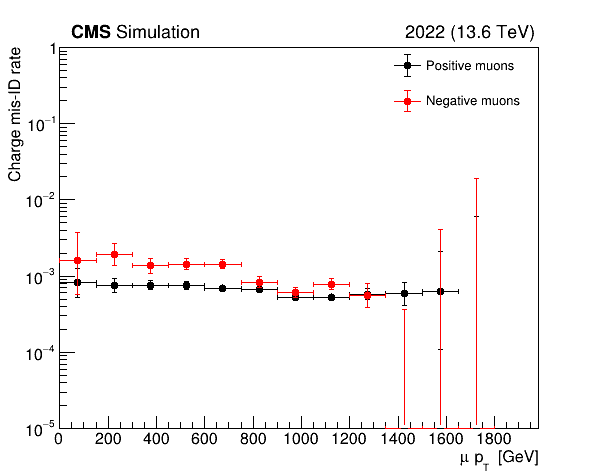 CMS Simulation 2022 (13.6 TeV)
Charge mis-ID rate
Positive muons
Negative muons
1
10⁻¹
10⁻²
10⁻³
10⁻⁴
10⁻⁵
0 200 400 600 800 1000 1200 1400 1600 1800
μ p_T [GeV]